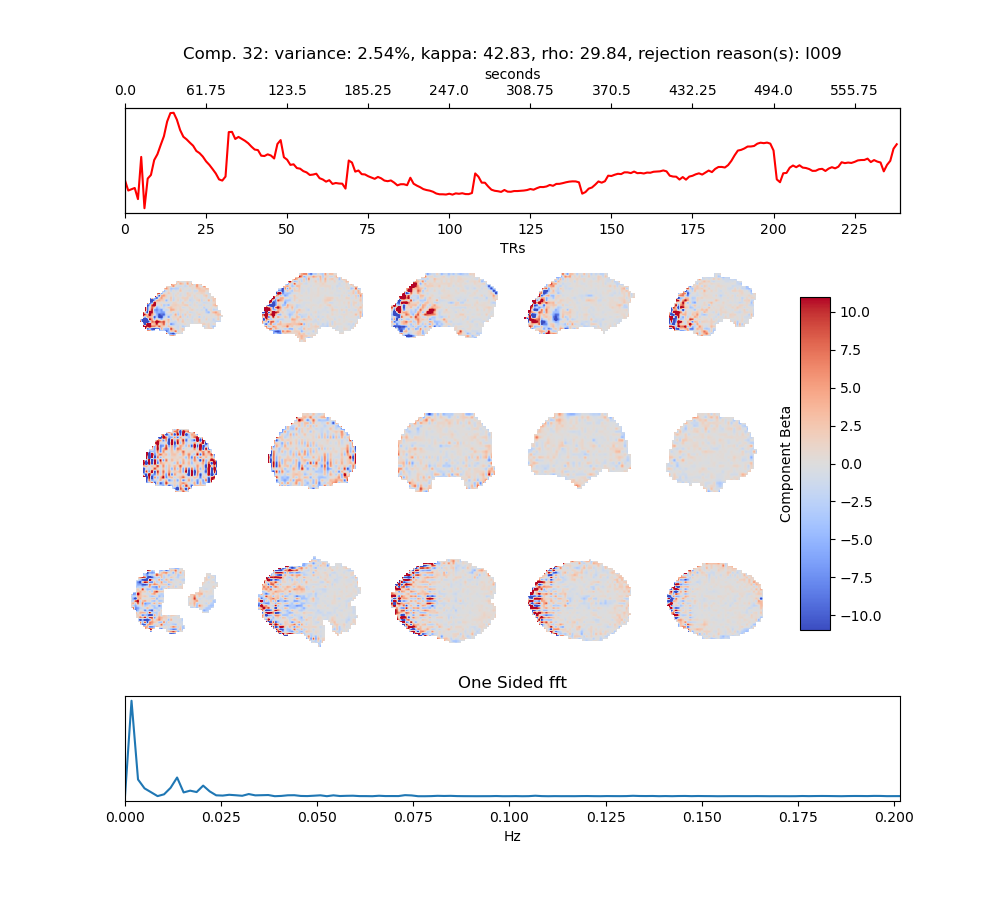 Comp. 32: variance: 2.54%, kappa: 42.83, rho: 29.84, rejection reason(s): I009
seconds
0.0 61.75 123.5 185.25 247.0 308.75 370.5 432.25 494.0 555.75
0 25 50 75 100 125 150 175 200 225
TRs
10.0
7.5
5.0
2.5
0.0
−2.5
−5.0
−7.5
−10.0
Component Beta
One Sided fft
0.000 0.025 0.050 0.075 0.100 0.125 0.150 0.175 0.200
Hz